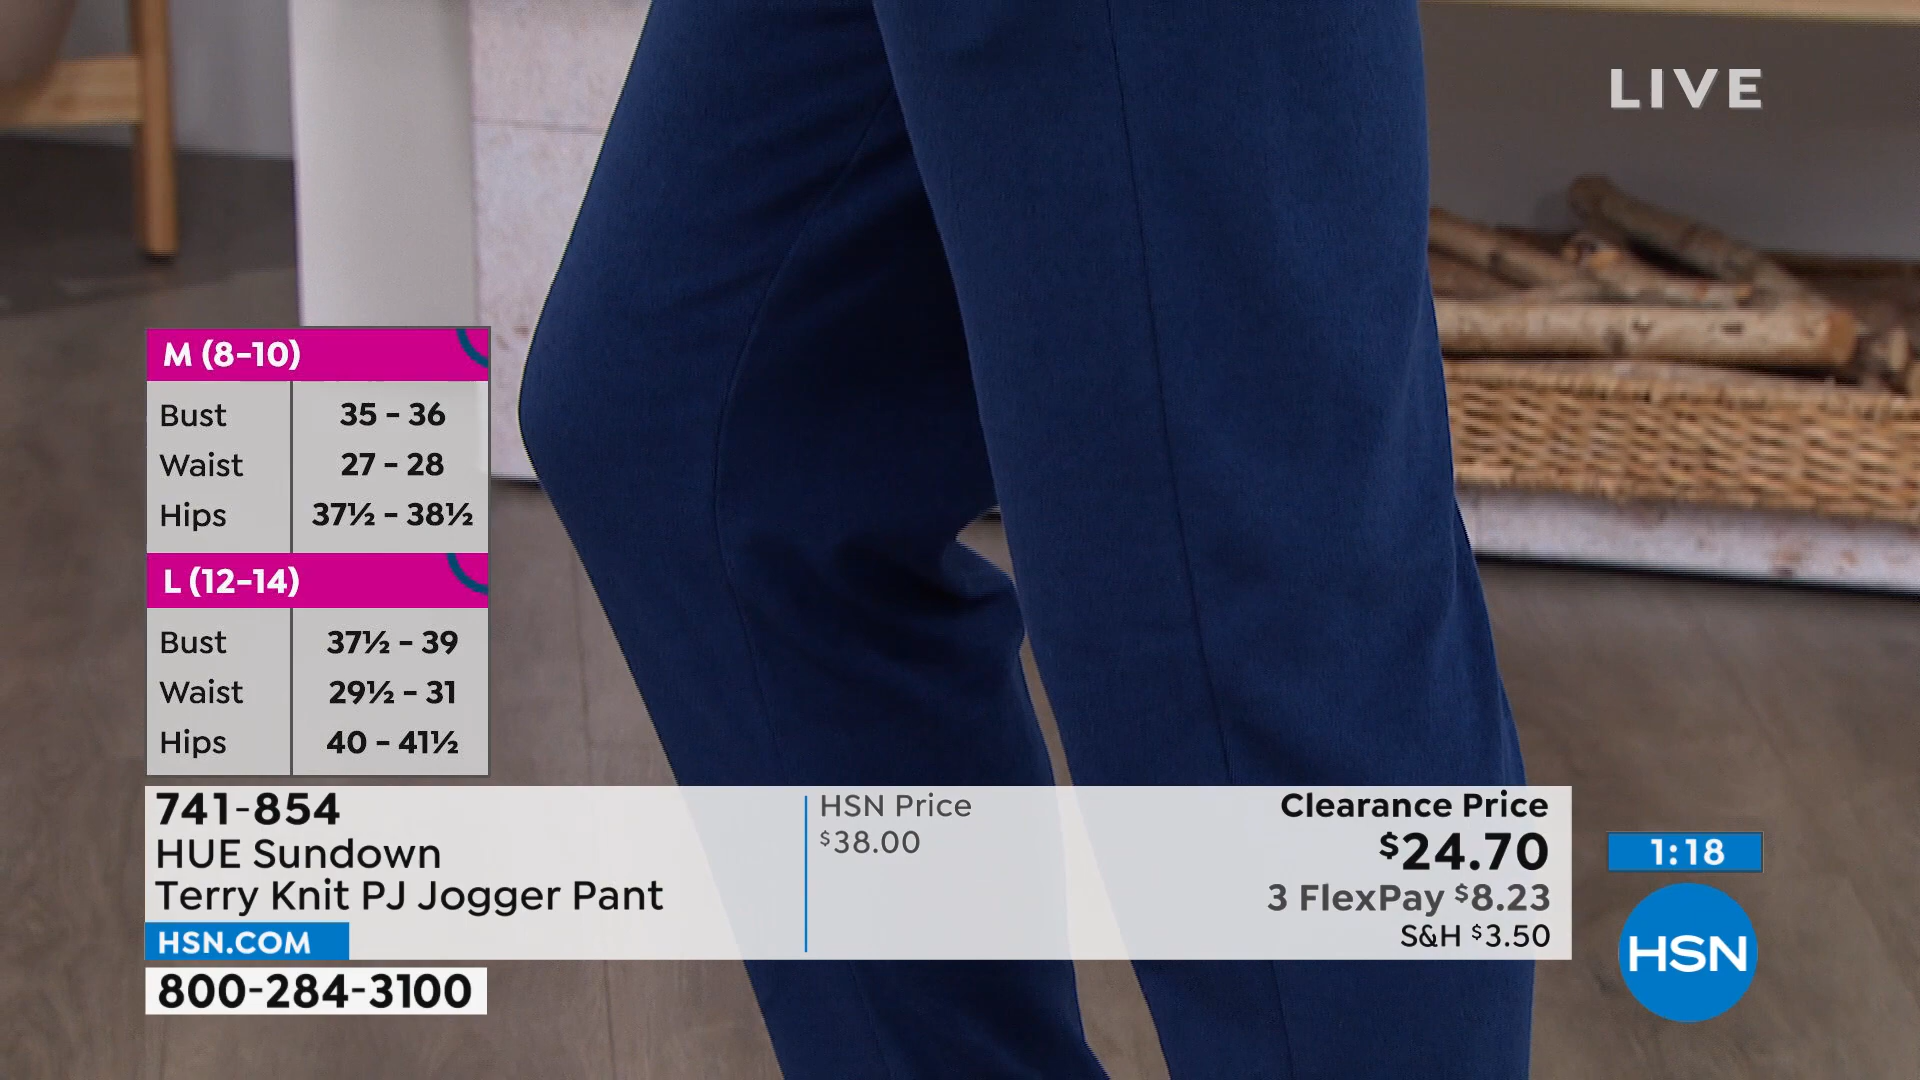 LIVE
M (8-10)
Bust 35 - 36
Waist 27 - 28
Hips 37½ - 38½
L (12-14)
Bust 37½ - 39
Waist 29½ - 31
Hips 40 - 41½
741-854
HUE Sundown
Terry Knit PJ Jogger Pant
HSN.COM
800-284-3100
HSN Price
$38.00
Clearance Price
$24.70
3 FlexPay $8.23
S&H $3.50
1:18
HSN